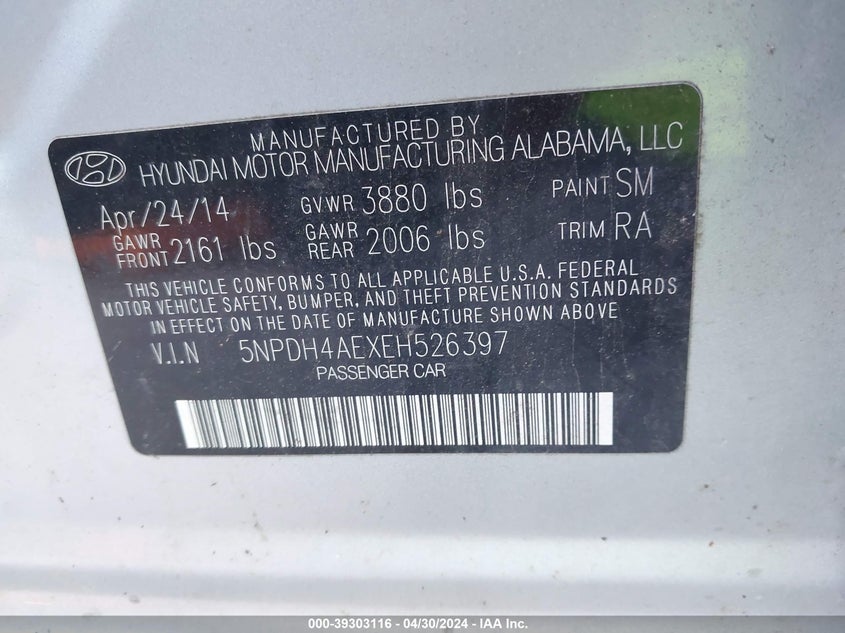 MANUFACTURED BY
HYUNDAI MOTOR MANUFACTURING ALABAMA, LLC
Apr/24/14 GVWR 3880 lbs PAINT SM
GAWR FRONT 2161 lbs GAWR REAR 2006 lbs TRIM RA
THIS VEHICLE CONFORMS TO ALL APPLICABLE U.S.A. FEDERAL
MOTOR VEHICLE SAFETY, BUMPER, AND THEFT PREVENTION STANDARDS
IN EFFECT ON THE DATE OF MANUFACTURE SHOWN ABOVE
V.I.N 5NPDH4AEXEH526397
PASSENGER CAR
000-39303116 - 04/30/2024 - IAA Inc.